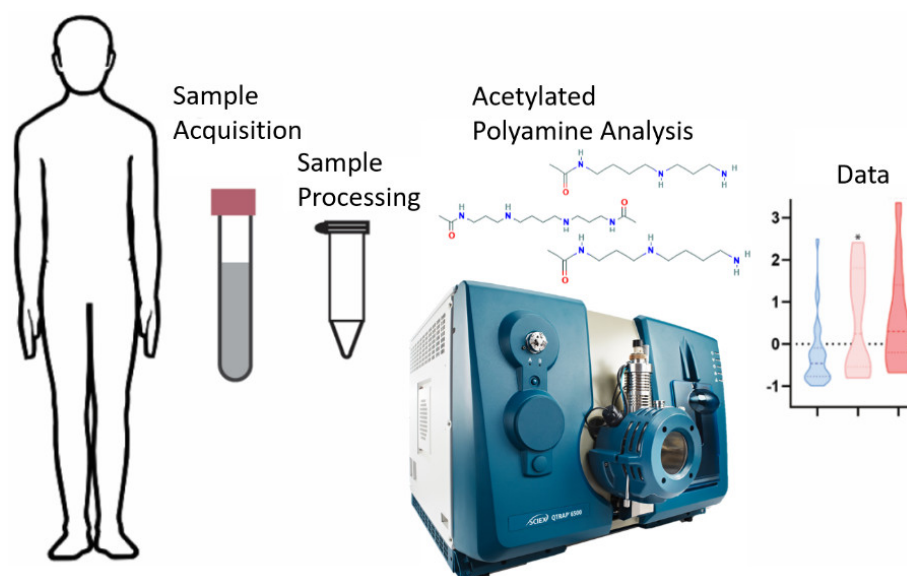 Sample
Acquisition
Sample
Processing
Acetylated
Polyamine Analysis
H
N
O
N
H
H
N
H
H
N
O
H
N
N
H
N
H
O
H
N
O
H
N
N
H
H
Data
3
2
1
0
-1
*
SCIEX QTRAP 6500